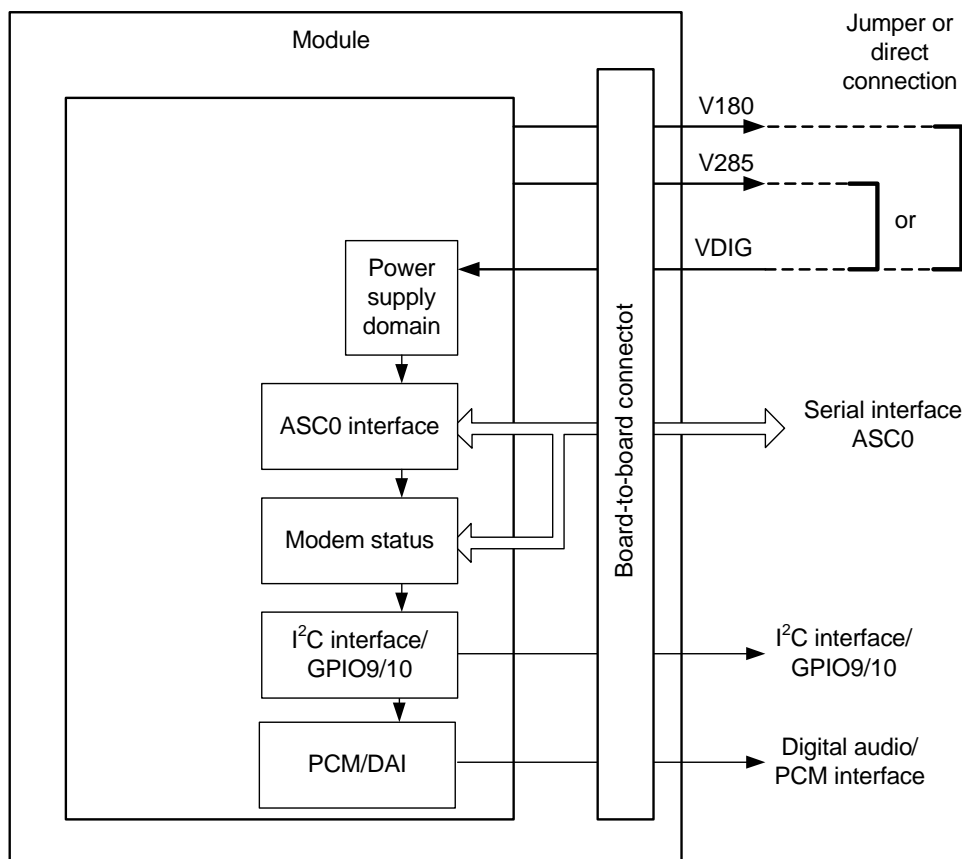 Module
Jumper or
direct
connection
V180
V285
or
VDIG
Power
supply
domain
Board-to-board connectot
ASC0 interface
Serial interface
ASC0
Modem status
I²C interface/
GPIO9/10
I²C interface/
GPIO9/10
PCM/DAI
Digital audio/
PCM interface